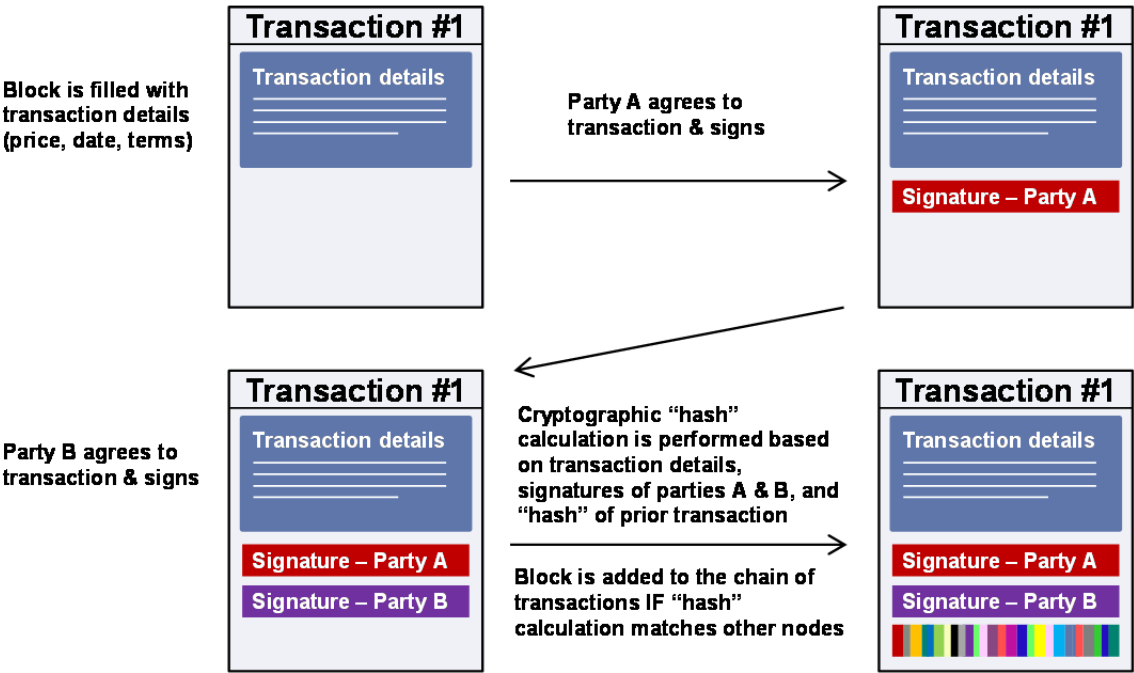 Transaction #1
Transaction details
Block is filled with
transaction details
(price, date, terms)
Party A agrees to
transaction & signs
Transaction #1
Transaction details
Signature – Party A
Party B agrees to
transaction & signs
Transaction #1
Transaction details
Signature – Party A
Signature – Party B
Cryptographic “hash”
calculation is performed based
on transaction details,
signatures of parties A & B, and
“hash” of prior transaction
Block is added to the chain of
transactions IF “hash”
calculation matches other nodes
Transaction #1
Transaction details
Signature – Party A
Signature – Party B